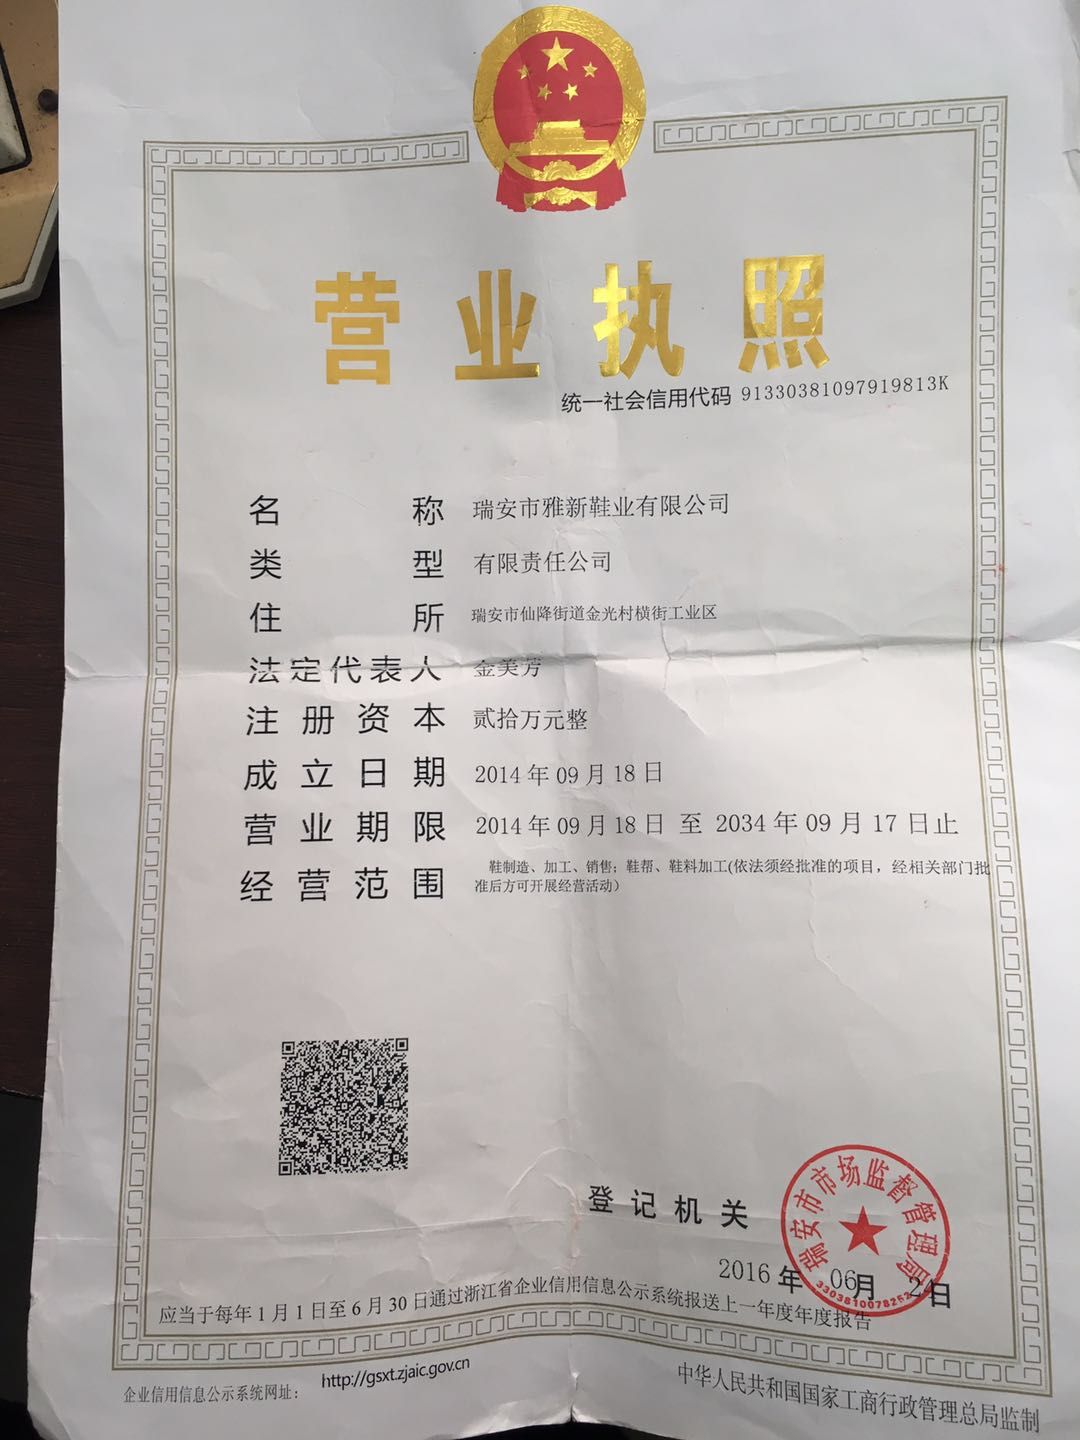 营业执照
统一社会信用代码 91330381097919813K
名称 瑞安市雅新鞋业有限公司
类型 有限责任公司
住所 瑞安市仙降街道金光村横街工业区
法定代表人 金美芳
注册资本 贰拾万元整
成立日期 2014年09月18日
营业期限 2014年09月18日 至 2034年09月17日止
经营范围 鞋制造、加工、销售；鞋帮、鞋料加工(依法须经批准的项目，经相关部门批
准后方可开展经营活动）
登记机关
瑞安市市场监督管理局
2016年 06月 日
应当于每年1月1日至6月30日通过浙江省企业信用信息公示系统报送上一年度年度报告
企业信用信息公示系统网址： http://gsxt.zjaic.gov.cn
中华人民共和国国家工商行政管理总局监制